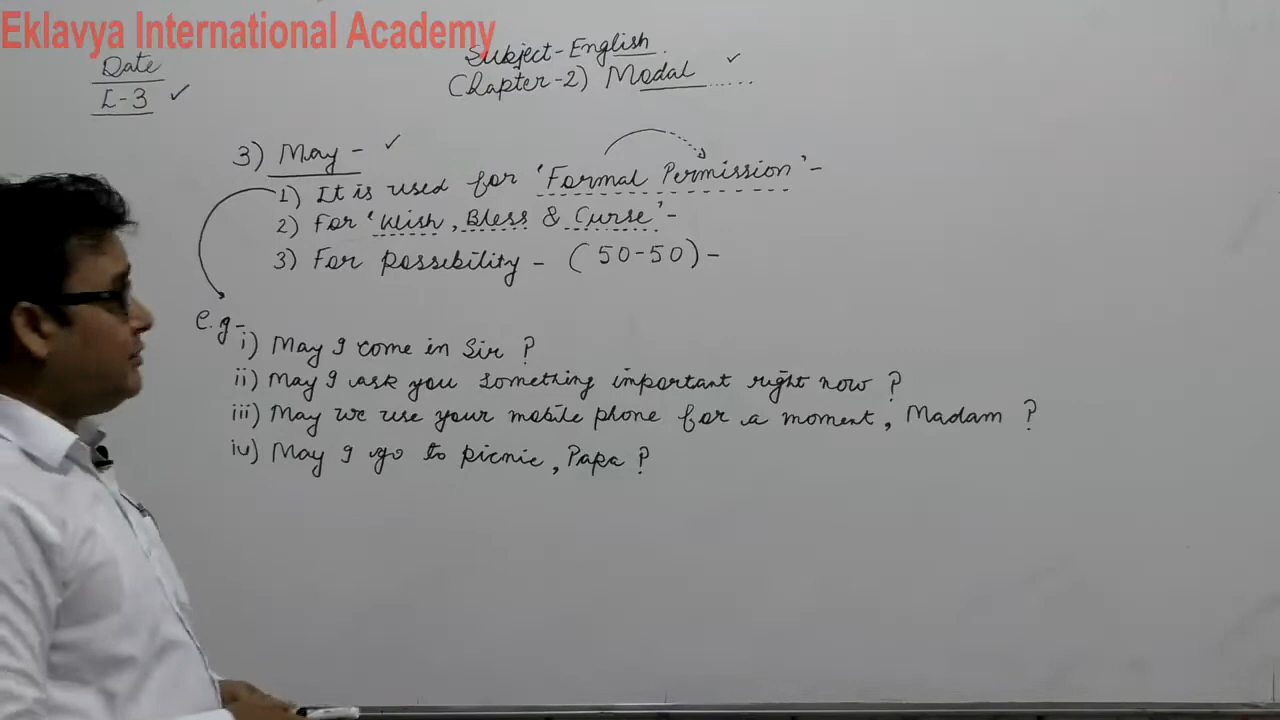 Eklavya International Academy
Subject-English.
Chapter-2) Modal ......
Date
L-3 ✓
3) May - ✓
1) It is used for 'Formal Permission' -
2) For 'Wish, Bless & Curse' -
3) For possibility - (50-50) -
e.g-
i) May I come in Sir ?
ii) May I ask you something important right now ?
iii) May we use your mobile phone for a moment, Madam ?
iv) May I go to picnic, Papa ?